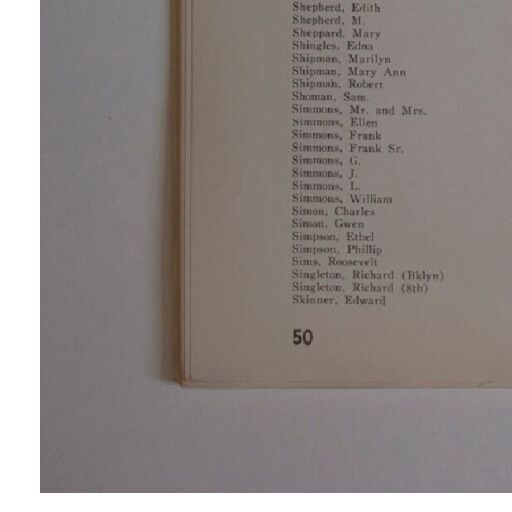 Shepherd, Edith
Shepherd, M.
Sheppard, Mary
Shingles, Edna
Shipman, Marilyn
Shipman, Mary Ann
Shipman, Robert
Shoman, Sam.
Simmons, Mr. and Mrs.
Simmons, Ellen
Simmons, Frank
Simmons, Frank Sr.
Simmons, G.
Simmons, J.
Simmons, L.
Simmons, William
Simon, Charles
Simon, Gwen
Simpson, Ethel
Simpson, Phillip
Sims, Roosevelt
Singleton, Richard (Bklyn)
Singleton, Richard (8th)
Skinner, Edward
50